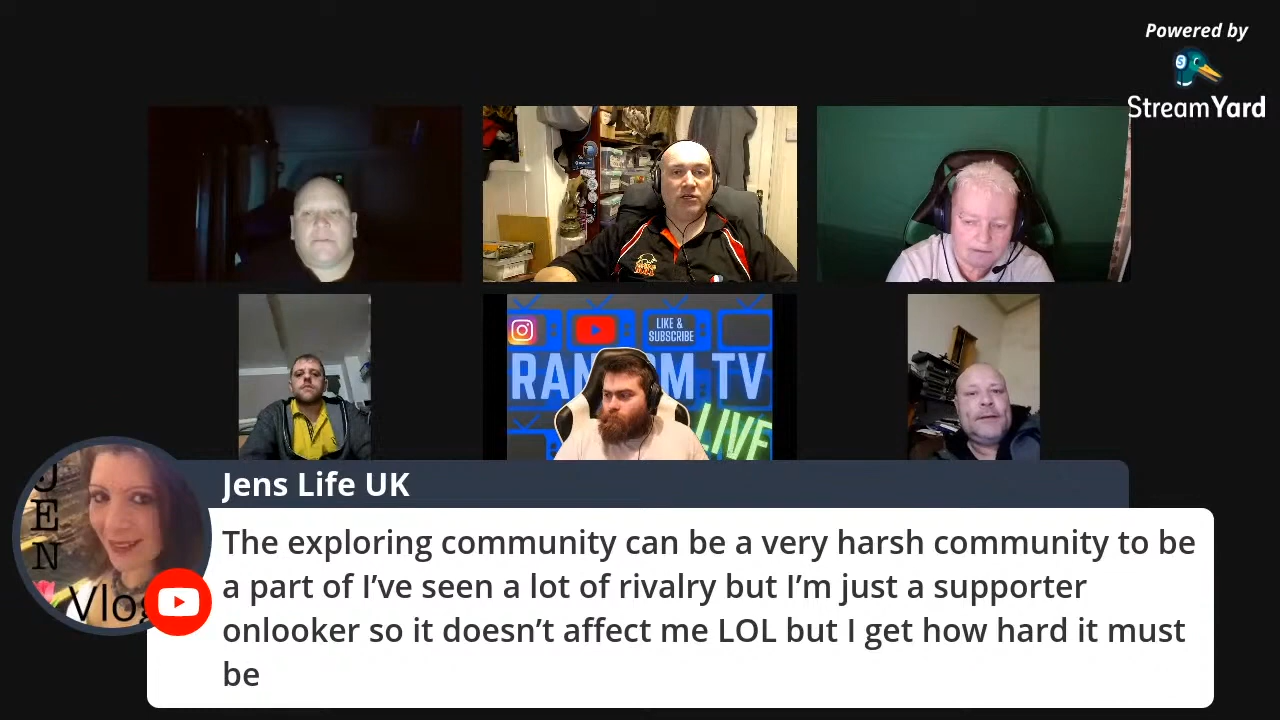 Powered by
StreamYard
LIKE &
SUBSCRIBE
RANDOM TV
LIVE
JEN
Vlog
Jens Life UK
The exploring community can be a very harsh community to be
a part of I’ve seen a lot of rivalry but I’m just a supporter
onlooker so it doesn’t affect me LOL but I get how hard it must
be